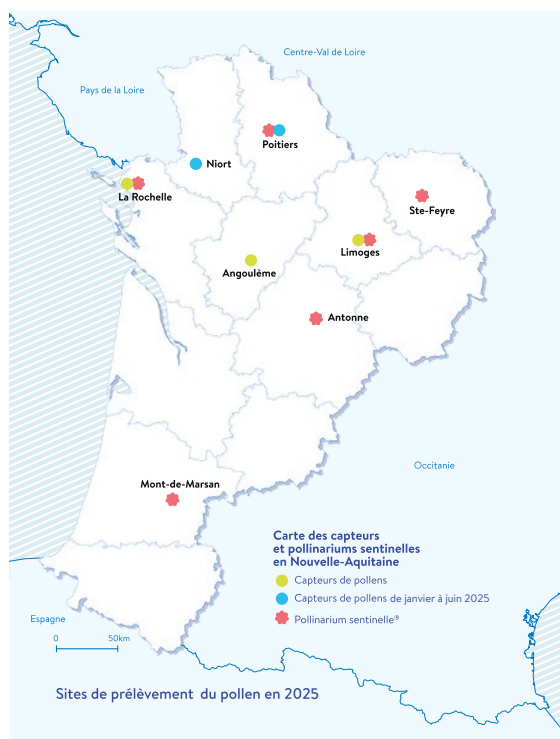 Centre-Val de Loire
Pays de la Loire
Poitiers
Niort
La Rochelle
Ste-Feyre
Limoges
Angoulème
Antonne
Occitanie
Mont-de-Marsan
Carte des capteurs
et pollinariums sentinelles
en Nouvelle-Aquitaine
Capteurs de pollens
Capteurs de pollens de janvier à juin 2025
Pollinarium sentinelle®
Espagne
0 50km
Sites de prélèvement du pollen en 2025